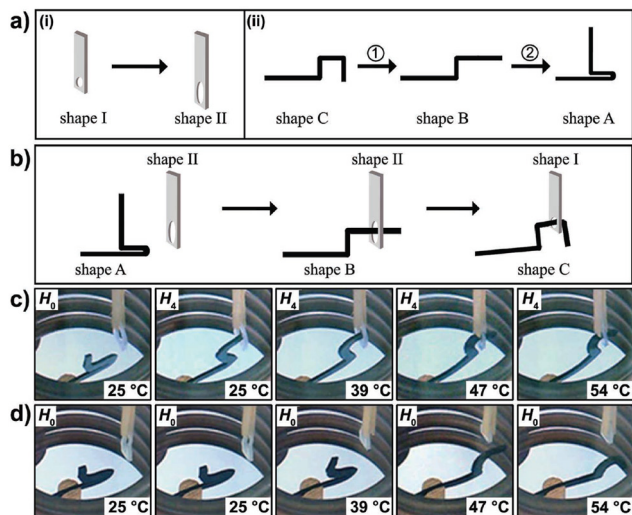 a) (i) (ii)
① ②
shape I shape II shape C shape B shape A
b) shape II shape II shape I
shape A shape B shape C
c) H0 H4 H4 H4 H4
25 °C 25 °C 39 °C 47 °C 54 °C
d) H0 H0 H0 H0 H0
25 °C 25 °C 39 °C 47 °C 54 °C